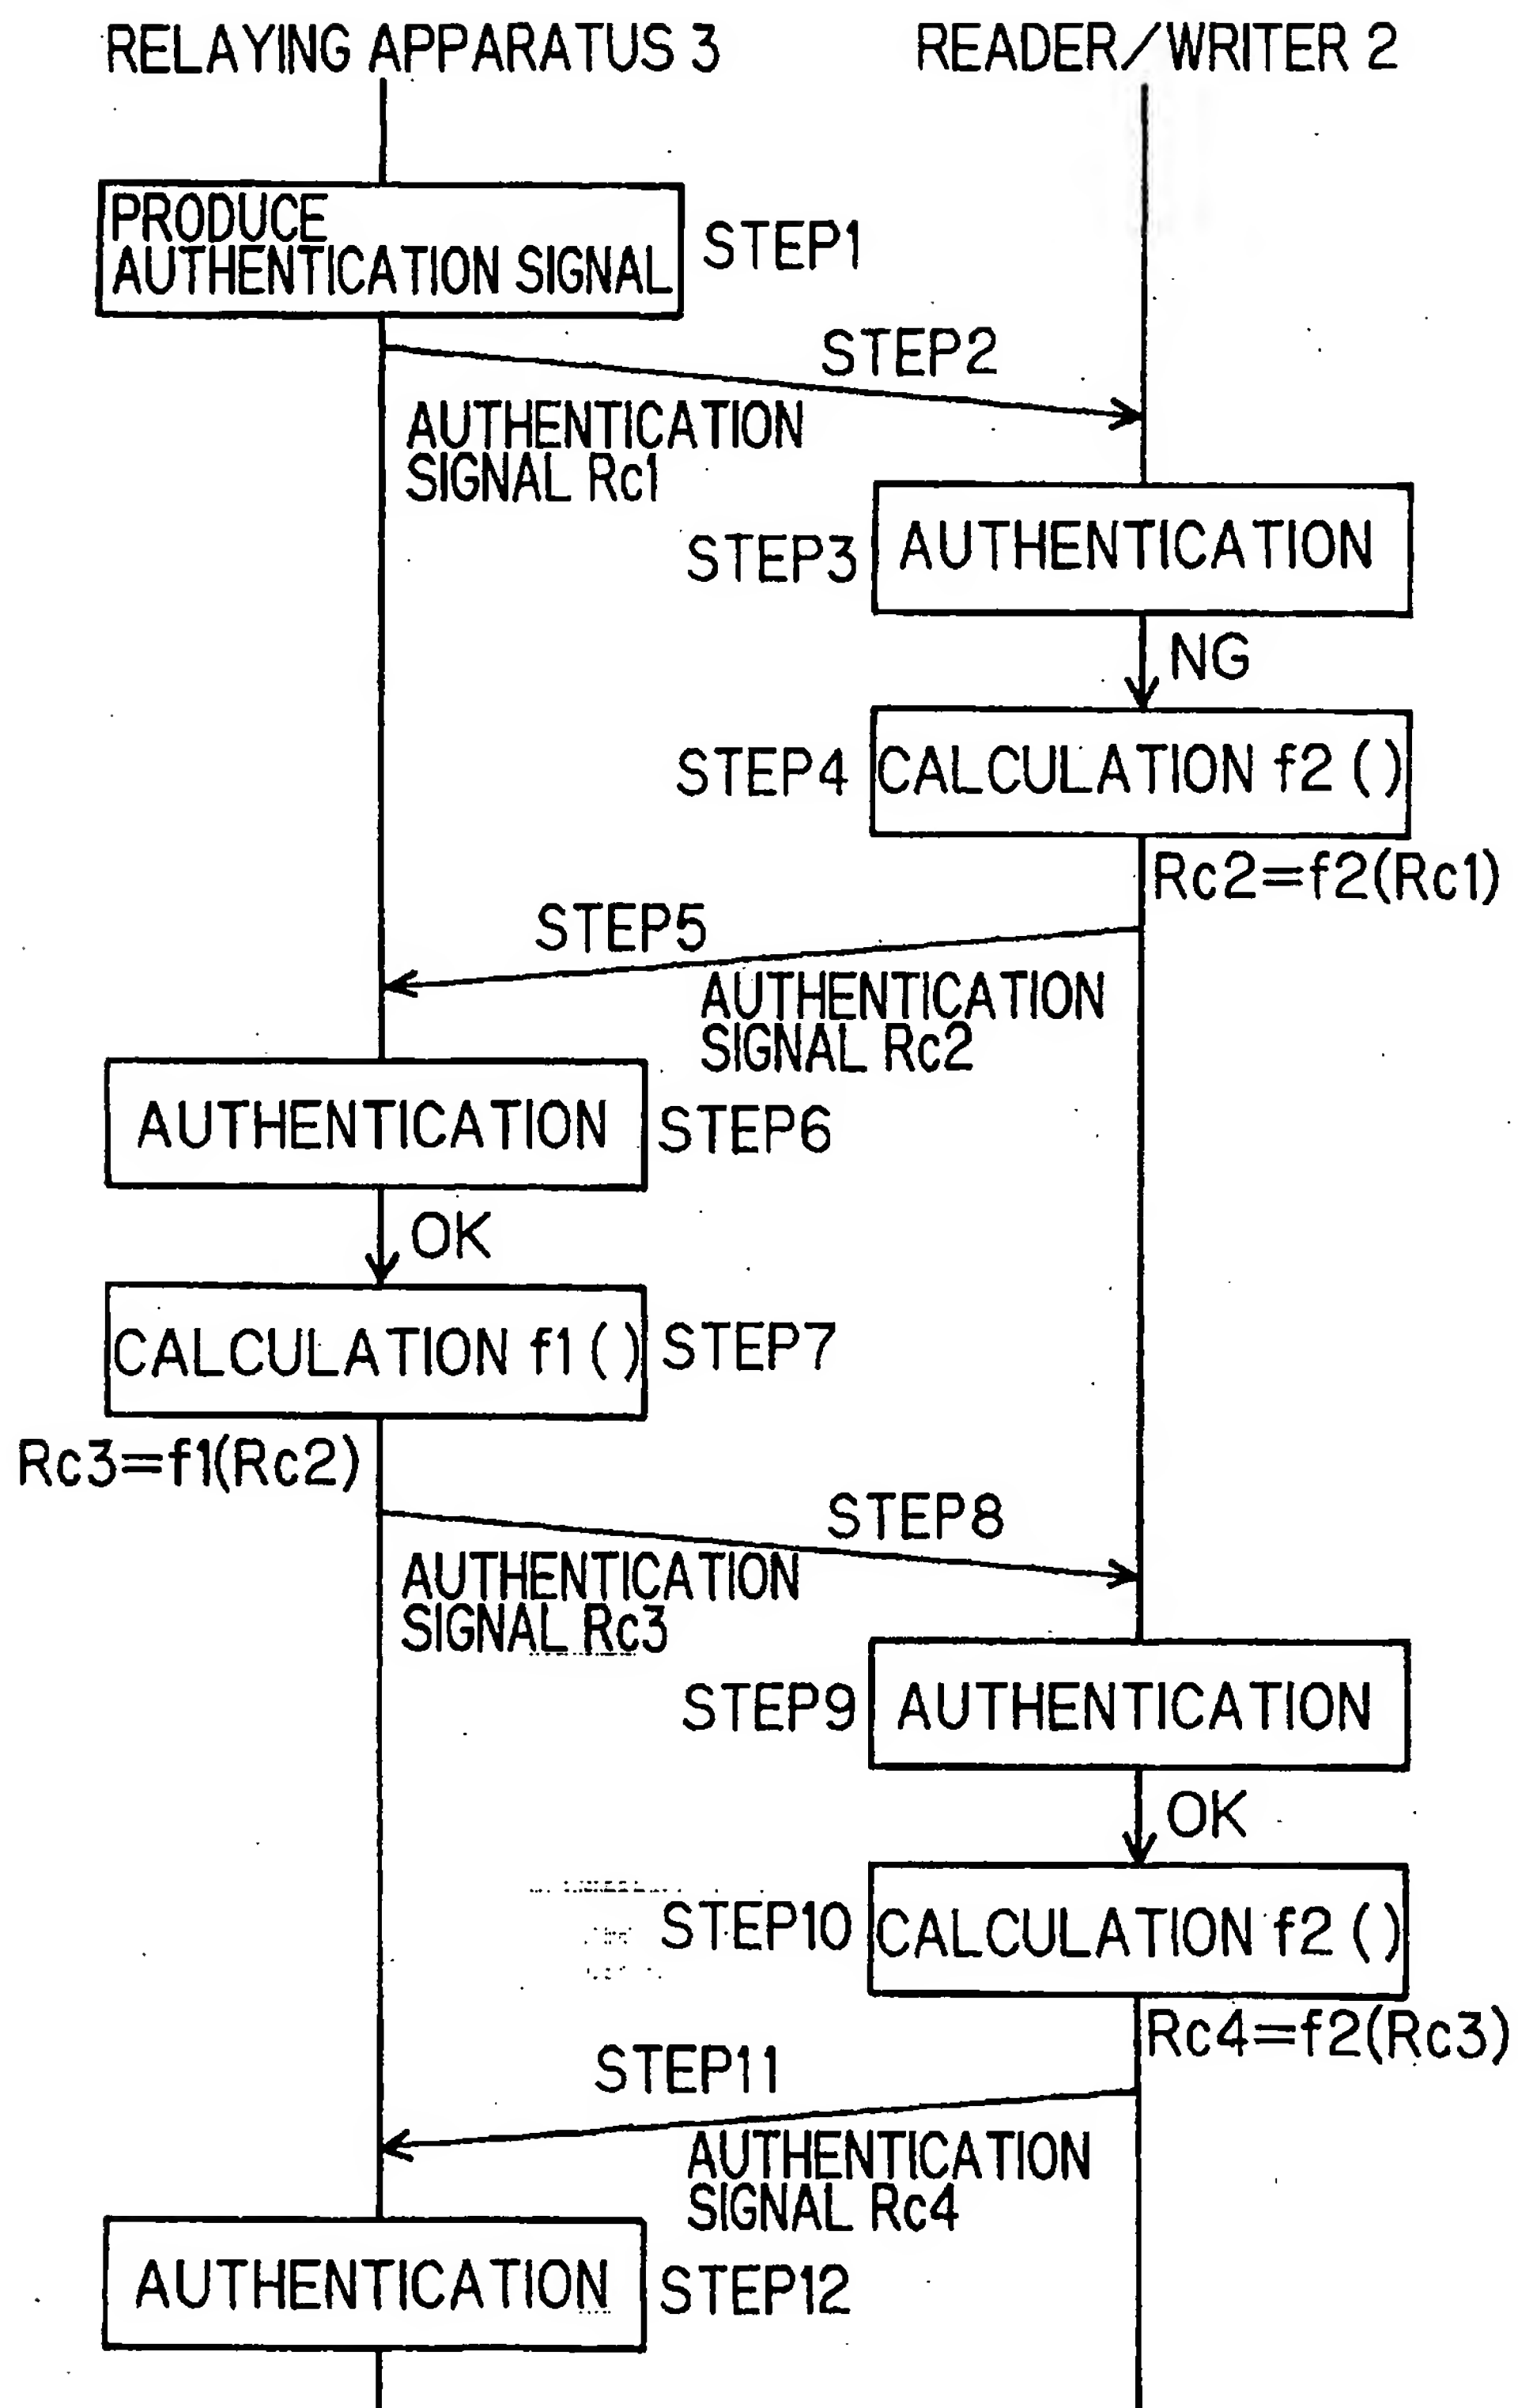 RELAYING APPARATUS 3
READER/WRITER 2
PRODUCE
AUTHENTICATION SIGNAL
STEP1
STEP2
AUTHENTICATION
SIGNAL Rc1
STEP3
AUTHENTICATION
NG
STEP4
CALCULATION f2 ( )
Rc2=f2(Rc1)
STEP5
AUTHENTICATION
SIGNAL Rc2
AUTHENTICATION
STEP6
OK
CALCULATION f1 ( )
STEP7
Rc3=f1(Rc2)
STEP8
AUTHENTICATION
SIGNAL Rc3
STEP9
AUTHENTICATION
OK
STEP10
CALCULATION f2 ( )
Rc4=f2(Rc3)
STEP11
AUTHENTICATION
SIGNAL Rc4
AUTHENTICATION
STEP12